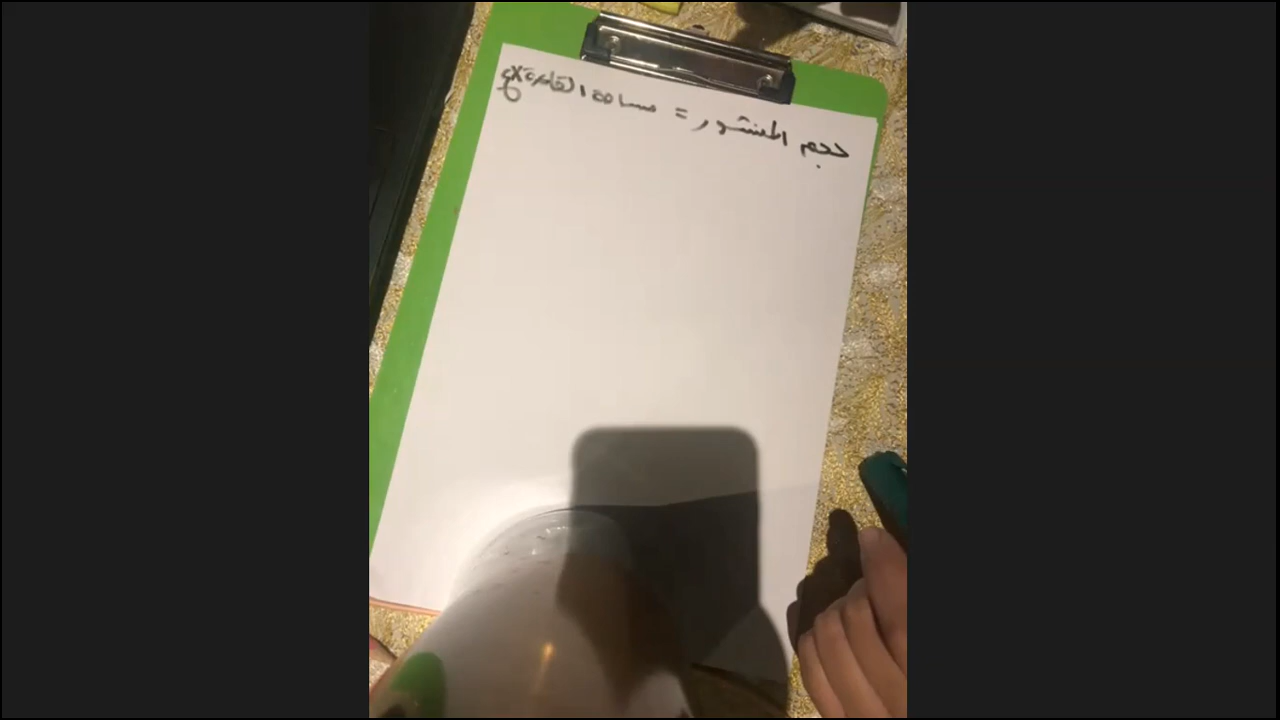 حجم المنشور = مساحة القاعدة × ع